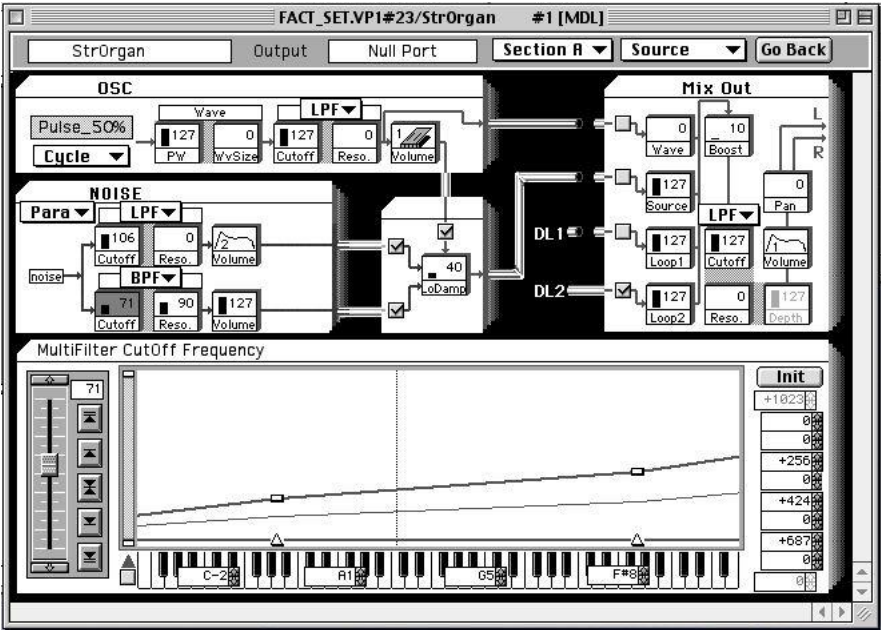 FACT_SET.VP1#23/StrOrgan #1 [MDL]
StrOrgan Output Null Port Section A Source Go Back
OSC
Pulse_50%
Cycle
Wave
127 PW
0 WvSize
LPF
127 Cutoff
0 Reso.
1 Volume
NOISE
Para
LPF
106 Cutoff
0 Reso.
2 Volume
noise
BPF
71 Cutoff
90 Reso.
127 Volume
40 LoDamp
DL1
DL2
Mix Out
0 Wave
10 Boost
127 Source
127 Loop1
127 Loop2
LPF
127 Cutoff
0 Reso.
L
R
0 Pan
1 Volume
127 Depth
MultiFilter CutOff Frequency
71
Init
+1023
0
0
+256
0
+424
0
+687
0
0
C-2 A1 G5 F#8